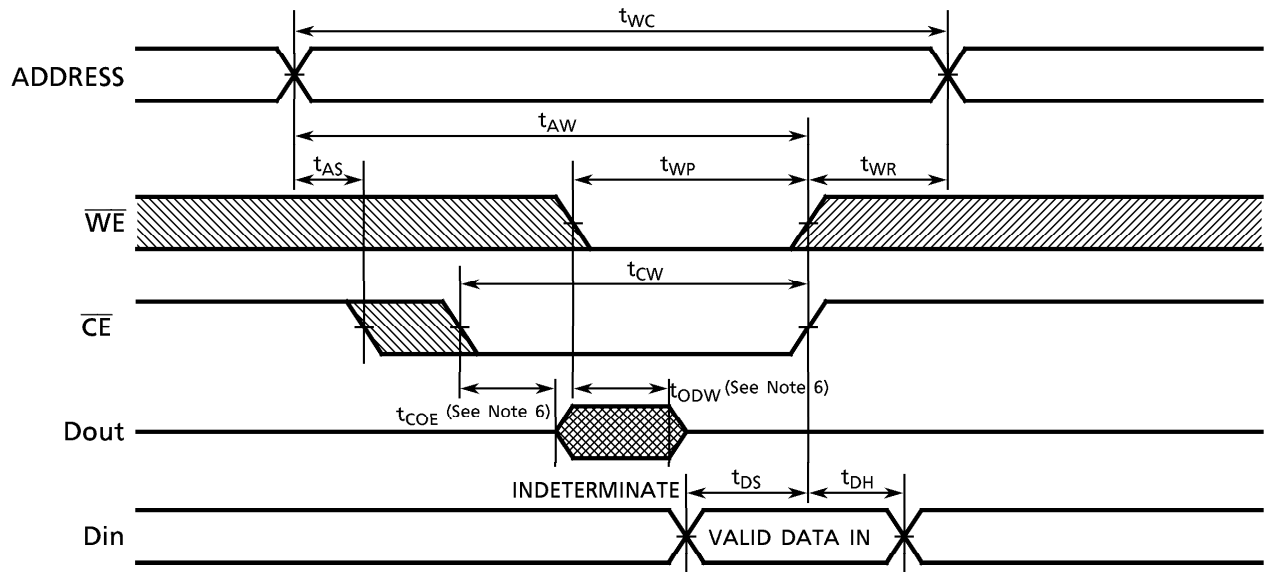 tWC
ADDRESS
tAW
tAS
tWP
tWR
WE
tCW
CE
tCOE (See Note 6)
tODW (See Note 6)
Dout
INDETERMINATE
tDS
tDH
Din
VALID DATA IN